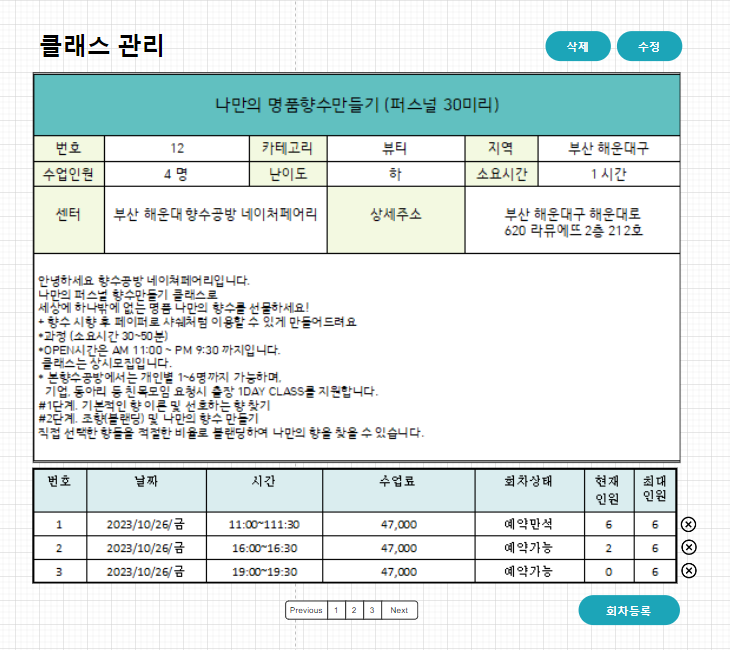 클래스 관리
삭제
수정
나만의 명품향수만들기 (퍼스널 30미리)
번호 12 카테고리 뷰티 지역 부산 해운대구
수업인원 4 명 난이도 하 소요시간 1 시간
센터 부산 해운대 향수공방 네이처페어리 상세주소 부산 해운대구 해운대로
620 라뮤에뜨 2층 212호
안녕하세요 향수공방 네이쳐페어리입니다.
나만의 퍼스널 향수만들기 클래스로
세상에 하나밖에 없는 명품 나만의 향수를 선물하세요!
+ 향수 시향 후 페이퍼로 샤쉐처럼 이용할 수 있게 만들어드려요
*과정 (소요시간 30~50분)
*OPEN시간은 AM 11:00 ~ PM 9:30 까지입니다.
클래스는 상시모집입니다.
* 본향수공방에서는 개인별 1~6명까지 가능하며,
기업, 동아리 등 친목모임 요청시 출장 1DAY CLASS를 지원합니다.
#1단계. 기본적인 향 이론 및 선호하는 향 찾기
#2단계. 조향(블랜딩) 및 나만의 향수 만들기
직접 선택한 향들을 적절한 비율로 블랜딩하여 나만의 향을 찾을 수 있습니다.
번호 날짜 시간 수업료 회차상태 현재 인원 최대 인원
1 2023/10/26/금 11:00~111:30 47,000 예약만석 6 6
2 2023/10/26/금 16:00~16:30 47,000 예약가능 2 6
3 2023/10/26/금 19:00~19:30 47,000 예약가능 0 6
Previous 1 2 3 Next
회차등록